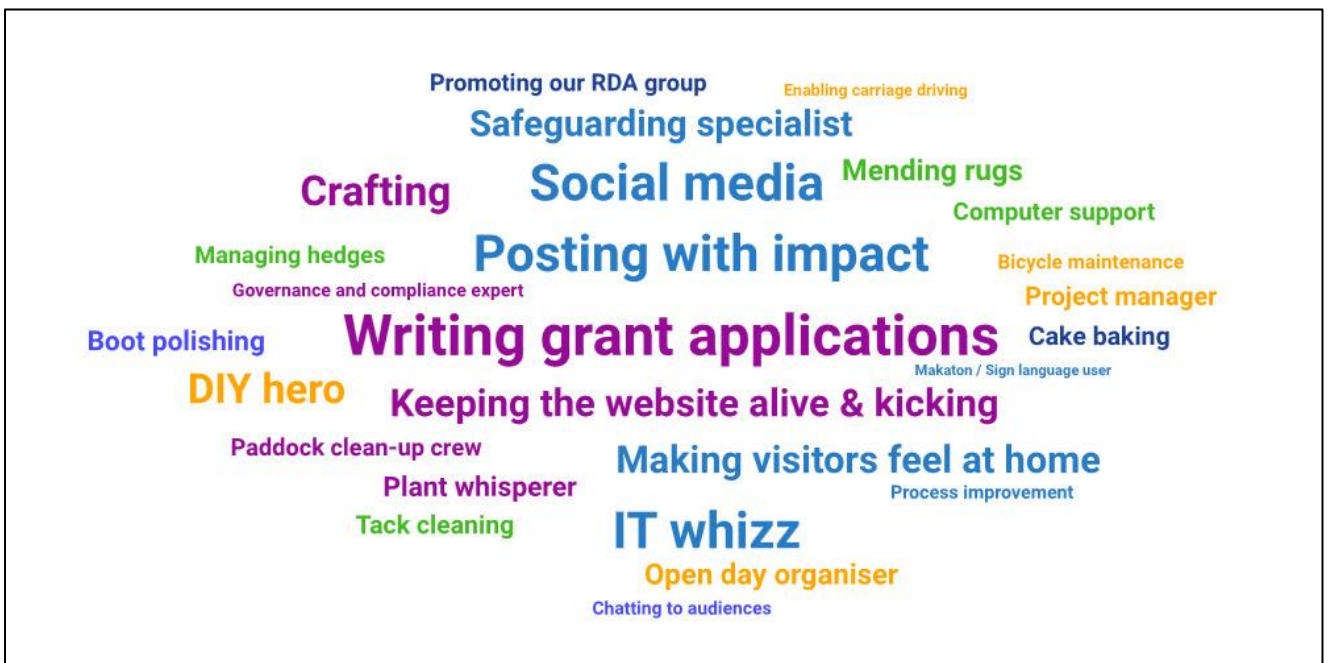 Promoting our RDA group
Enabling carriage driving
Safeguarding specialist
Social media
Mending rugs
Crafting
Computer support
Posting with impact
Managing hedges
Bicycle maintenance
Governance and compliance expert
Project manager
Writing grant applications
Boot polishing
Cake baking
Makaton / Sign language user
DIY hero
Keeping the website alive & kicking
Paddock clean-up crew
Making visitors feel at home
Plant whisperer
Process improvement
Tack cleaning
IT whizz
Open day organiser
Chatting to audiences